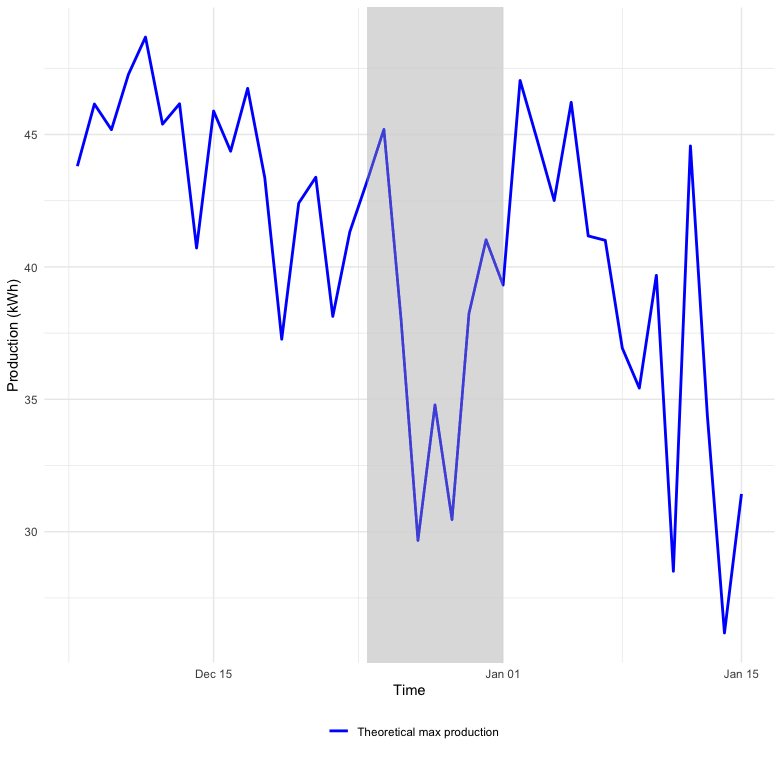 Production (kWh)
45
40
35
30
Dec 15
Jan 01
Jan 15
Time
Theoretical max production